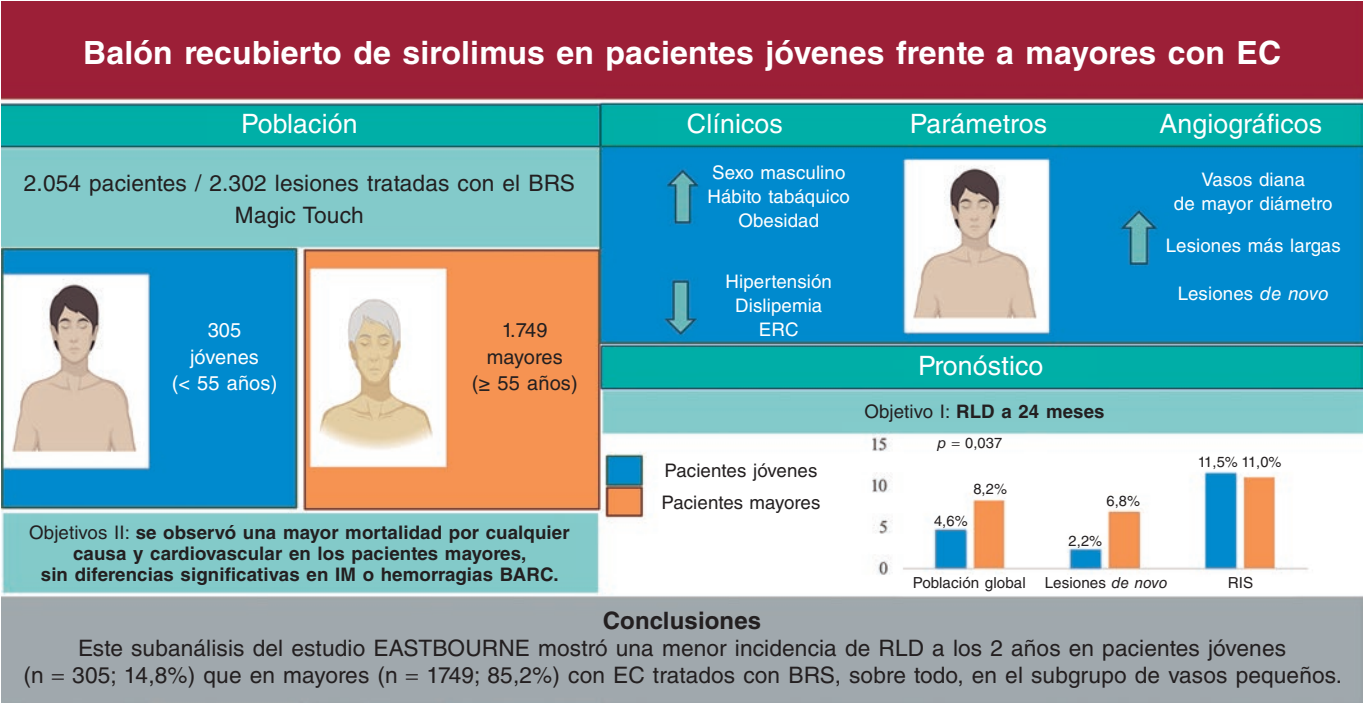 Balón recubierto de sirolimus en pacientes jóvenes frente a mayores con EC
Población
2.054 pacientes / 2.302 lesiones tratadas con el BRS
Magic Touch
305
jóvenes
(< 55 años)
1.749
mayores
(≥ 55 años)
Objetivos II: se observó una mayor mortalidad por cualquier
causa y cardiovascular en los pacientes mayores,
sin diferencias significativas en IM o hemorragias BARC.
Clínicos
Parámetros
Angiográficos
Sexo masculino
Hábito tabáquico
Obesidad
Hipertensión
Dislipemia
ERC
Vasos diana
de mayor diámetro
Lesiones más largas
Lesiones de novo
Pronóstico
Objetivo I: RLD a 24 meses
Pacientes jóvenes
Pacientes mayores
p = 0,037
15
10
5
0
4,6%
8,2%
2,2%
6,8%
11,5%
11,0%
Población global
Lesiones de novo
RIS
Conclusiones
Este subanálisis del estudio EASTBOURNE mostró una menor incidencia de RLD a los 2 años en pacientes jóvenes
(n = 305; 14,8%) que en mayores (n = 1749; 85,2%) con EC tratados con BRS, sobre todo, en el subgrupo de vasos pequeños.